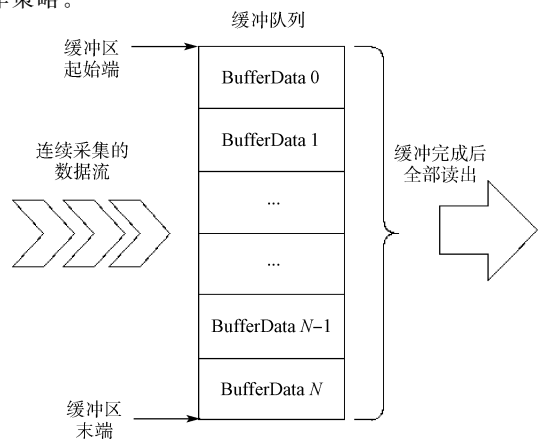 策略。
缓冲队列
缓冲区
起始端
BufferData 0
BufferData 1
连续采集的
数据流
缓冲完成后
全部读出
...
...
BufferData N-1
BufferData N
缓冲区
末端